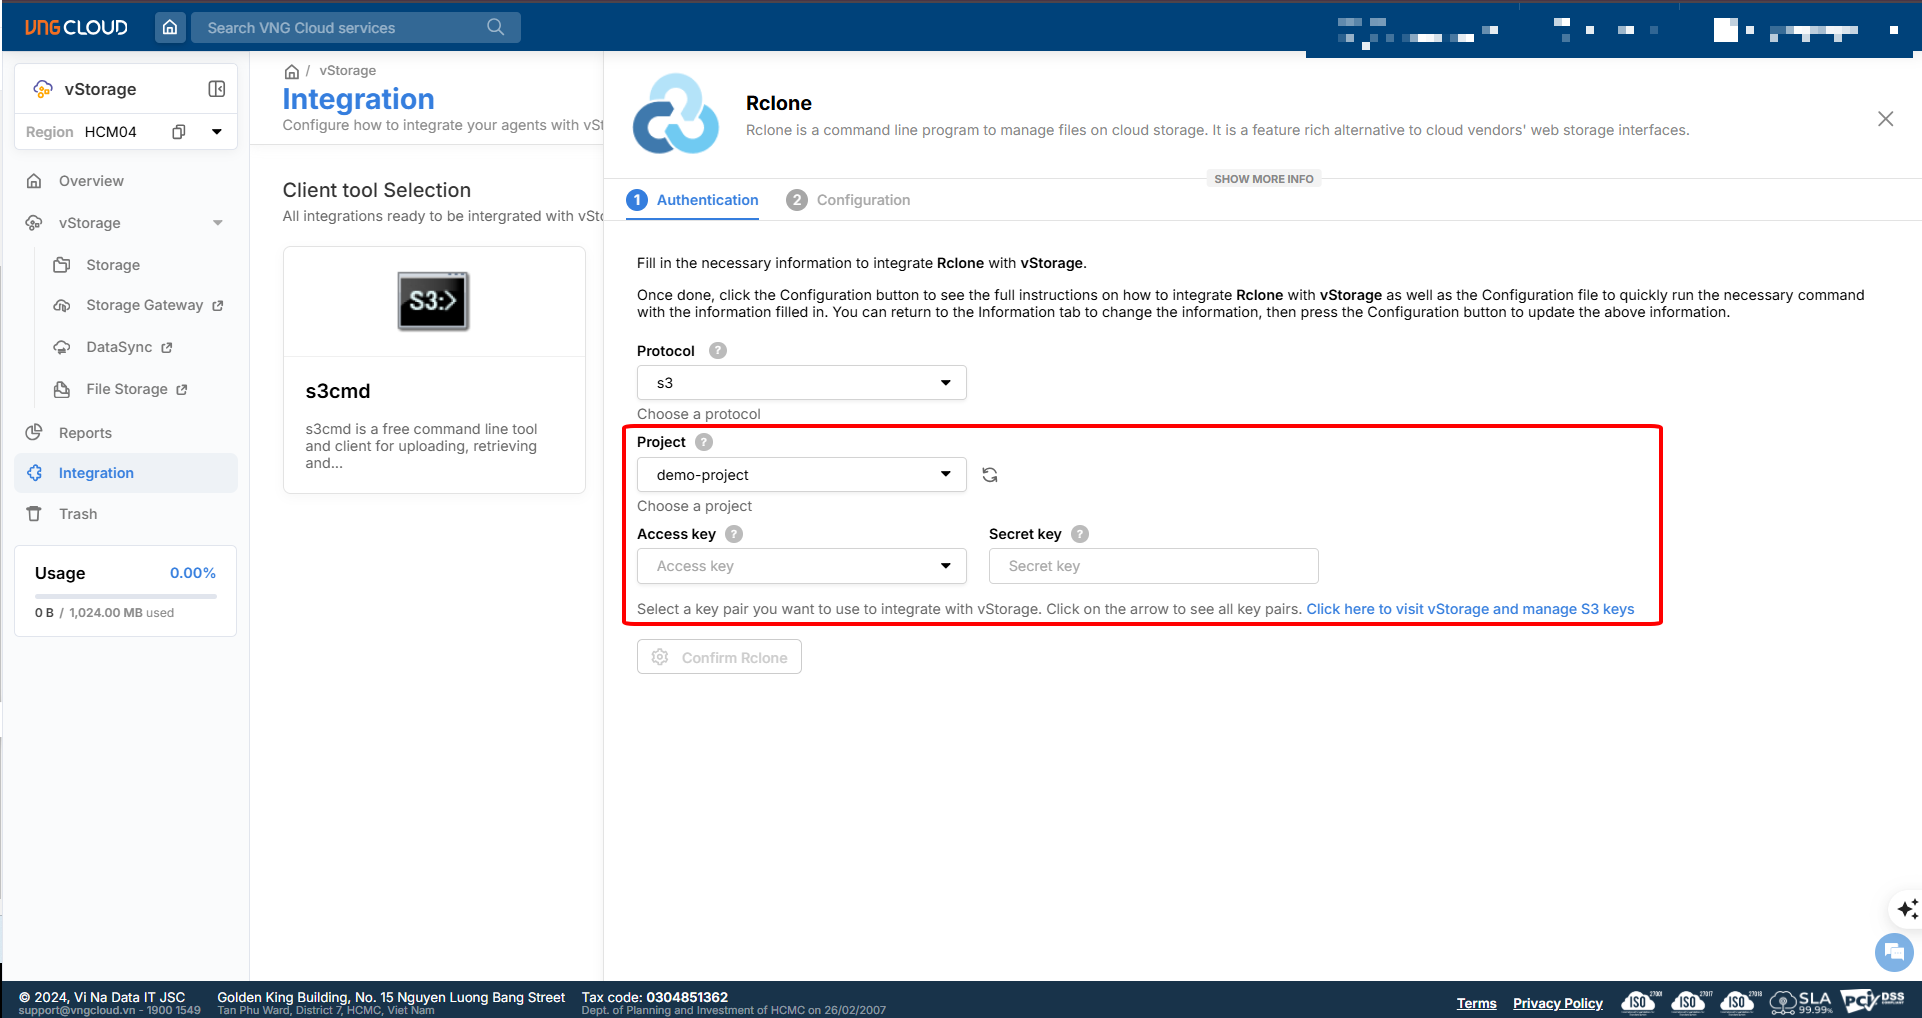 VNG CLOUD
Search VNG Cloud services
vStorage
Region HCM04
Overview
vStorage
Storage
Storage Gateway
DataSync
File Storage
Reports
Integration
Trash
Usage 0.00%
0 B / 1,024.00 MB used
/ vStorage
Integration
Configure how to integrate your agents with vSt
Client tool Selection
All integrations ready to be intergrated with vSto
S3:>
s3cmd
s3cmd is a free command line tool
and client for uploading, retrieving
and...
Rclone
Rclone is a command line program to manage files on cloud storage. It is a feature rich alternative to cloud vendors' web storage interfaces.
SHOW MORE INFO
1 Authentication 2 Configuration
Fill in the necessary information to integrate Rclone with vStorage.
Once done, click the Configuration button to see the full instructions on how to integrate Rclone with vStorage as well as the Configuration file to quickly run the necessary command
with the information filled in. You can return to the Information tab to change the information, then press the Configuration button to update the above information.
Protocol ?
s3
Choose a protocol
Project ?
demo-project
Choose a project
Access key ? Secret key ?
Access key Secret key
Select a key pair you want to use to integrate with vStorage. Click on the arrow to see all key pairs. Click here to visit vStorage and manage S3 keys
Confirm Rclone
© 2024, Vi Na Data IT JSC
support@vngcloud.vn - 1900 1549
Golden King Building, No. 15 Nguyen Luong Bang Street
Tan Phu Ward, District 7, HCMC, Viet Nam
Tax code: 0304851362
Dept. of Planning and Investment of HCMC on 26/02/2007
Terms Privacy Policy
ISO 27001 ISO 27017 ISO 27018 SLA 99.99% PCI DSS